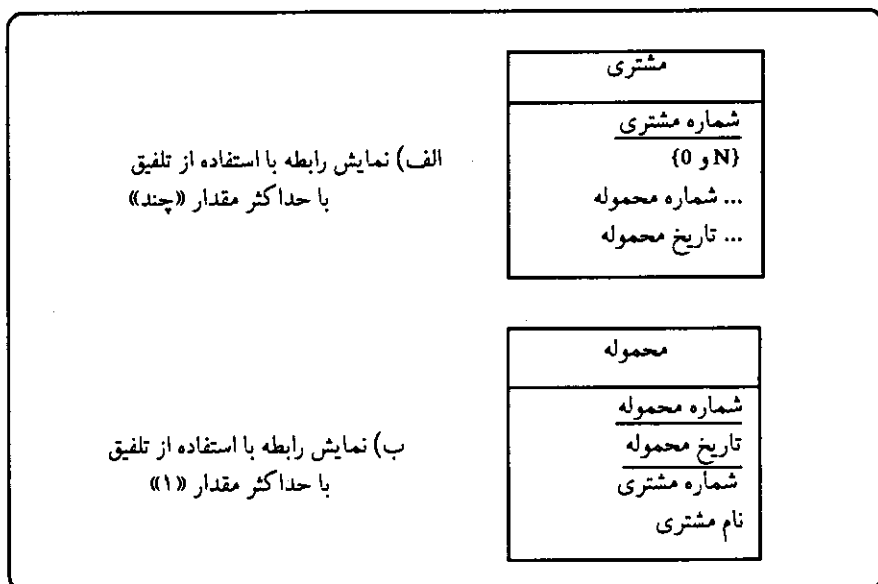 مشتری
شماره مشتری
{N و 0}
... شماره محموله
... تاریخ محموله
الف) نمایش رابطه با استفاده از تلفیق
با حداکثر مقدار «چند»
محموله
شماره محموله
تاریخ محموله
شماره مشتری
نام مشتری
ب) نمایش رابطه با استفاده از تلفیق
با حداکثر مقدار «۱»